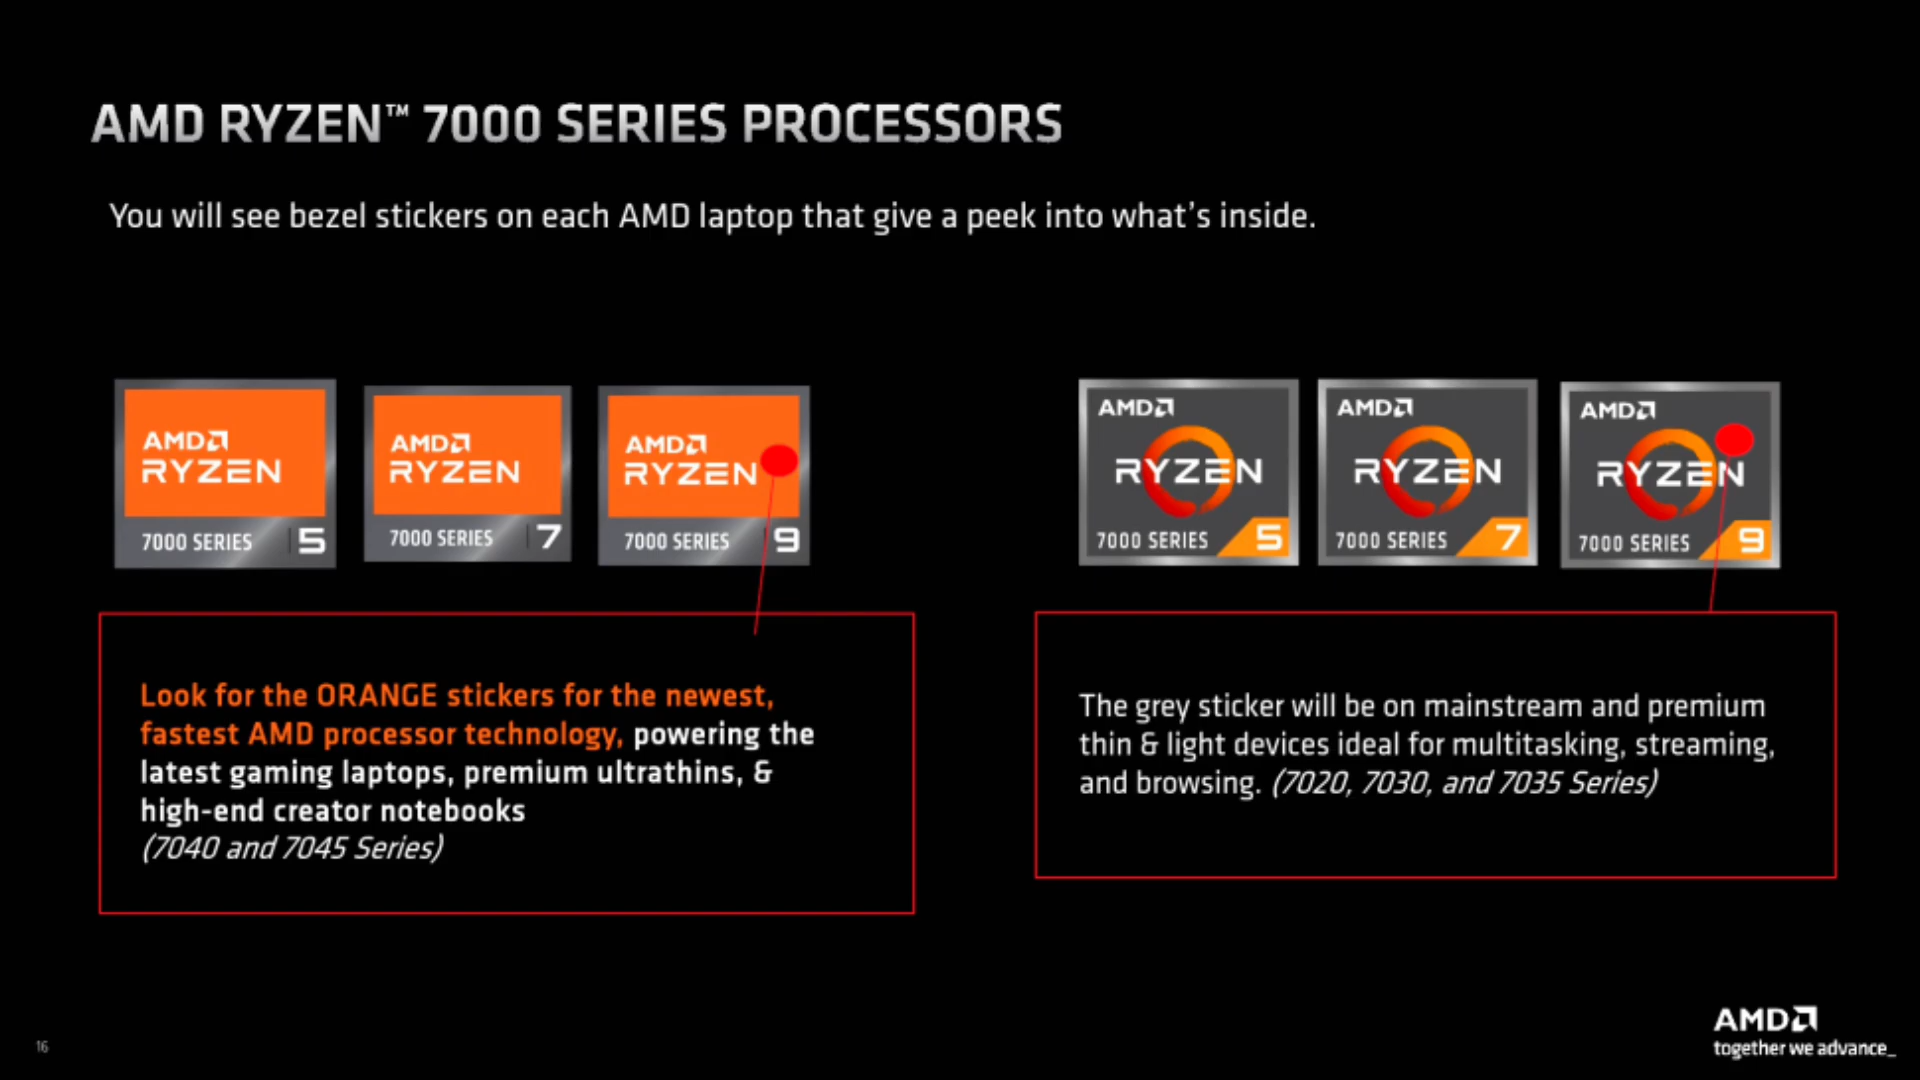 AMD RYZEN™ 7000 SERIES PROCESSORS
You will see bezel stickers on each AMD laptop that give a peek into what's inside.
AMD
RYZEN
7000 SERIES 5
AMD
RYZEN
7000 SERIES 7
AMD
RYZEN
7000 SERIES 9
AMD
RYZEN
7000 SERIES 5
AMD
RYZEN
7000 SERIES 7
AMD
RYZEN
7000 SERIES 9
Look for the ORANGE stickers for the newest,
fastest AMD processor technology, powering the
latest gaming laptops, premium ultrathins, &
high-end creator notebooks
(7040 and 7045 Series)
The grey sticker will be on mainstream and premium
thin & light devices ideal for multitasking, streaming,
and browsing. (7020, 7030, and 7035 Series)
16
AMD
together we advance_